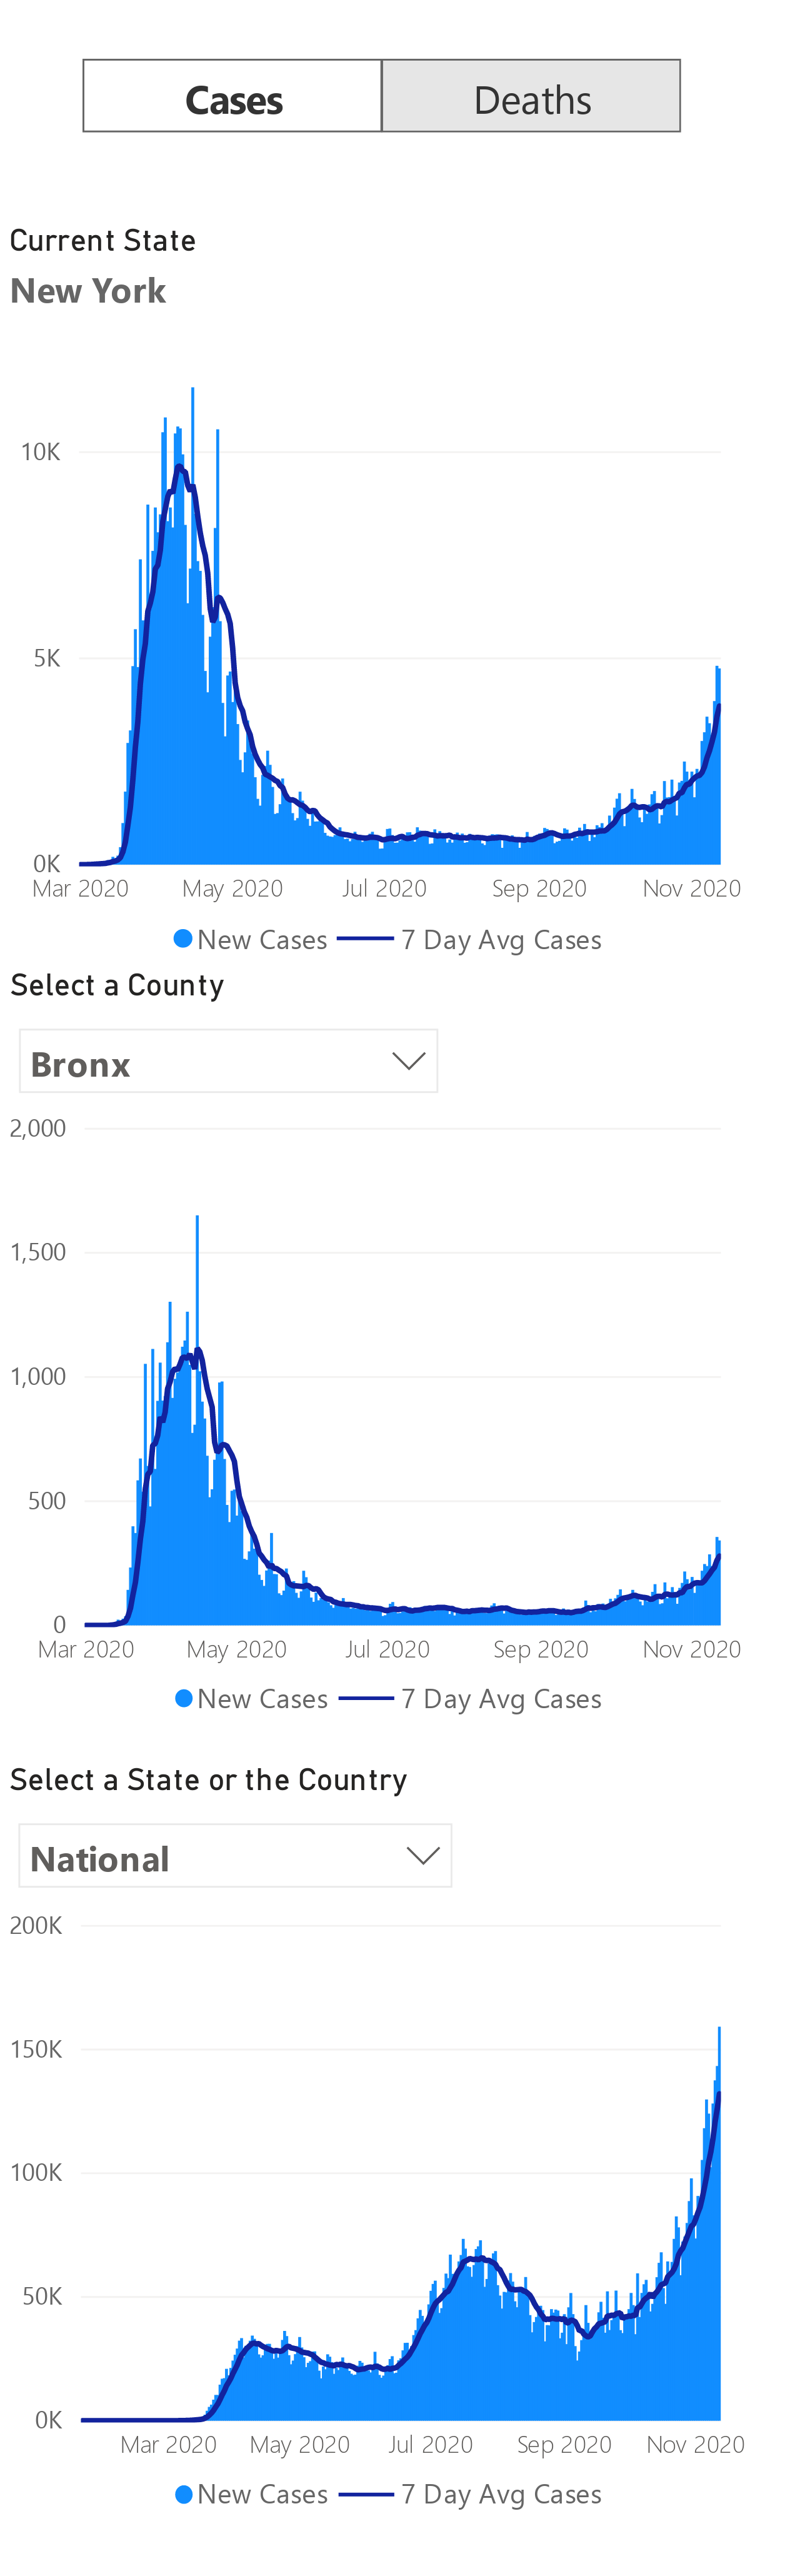 Cases Deaths
Current State
New York
10K
5K
0K
Mar 2020 May 2020 Jul 2020 Sep 2020 Nov 2020
New Cases 7 Day Avg Cases
Select a County
Bronx
2,000
1,500
1,000
500
0
Mar 2020 May 2020 Jul 2020 Sep 2020 Nov 2020
New Cases 7 Day Avg Cases
Select a State or the Country
National
200K
150K
100K
50K
0K
Mar 2020 May 2020 Jul 2020 Sep 2020 Nov 2020
New Cases 7 Day Avg Cases